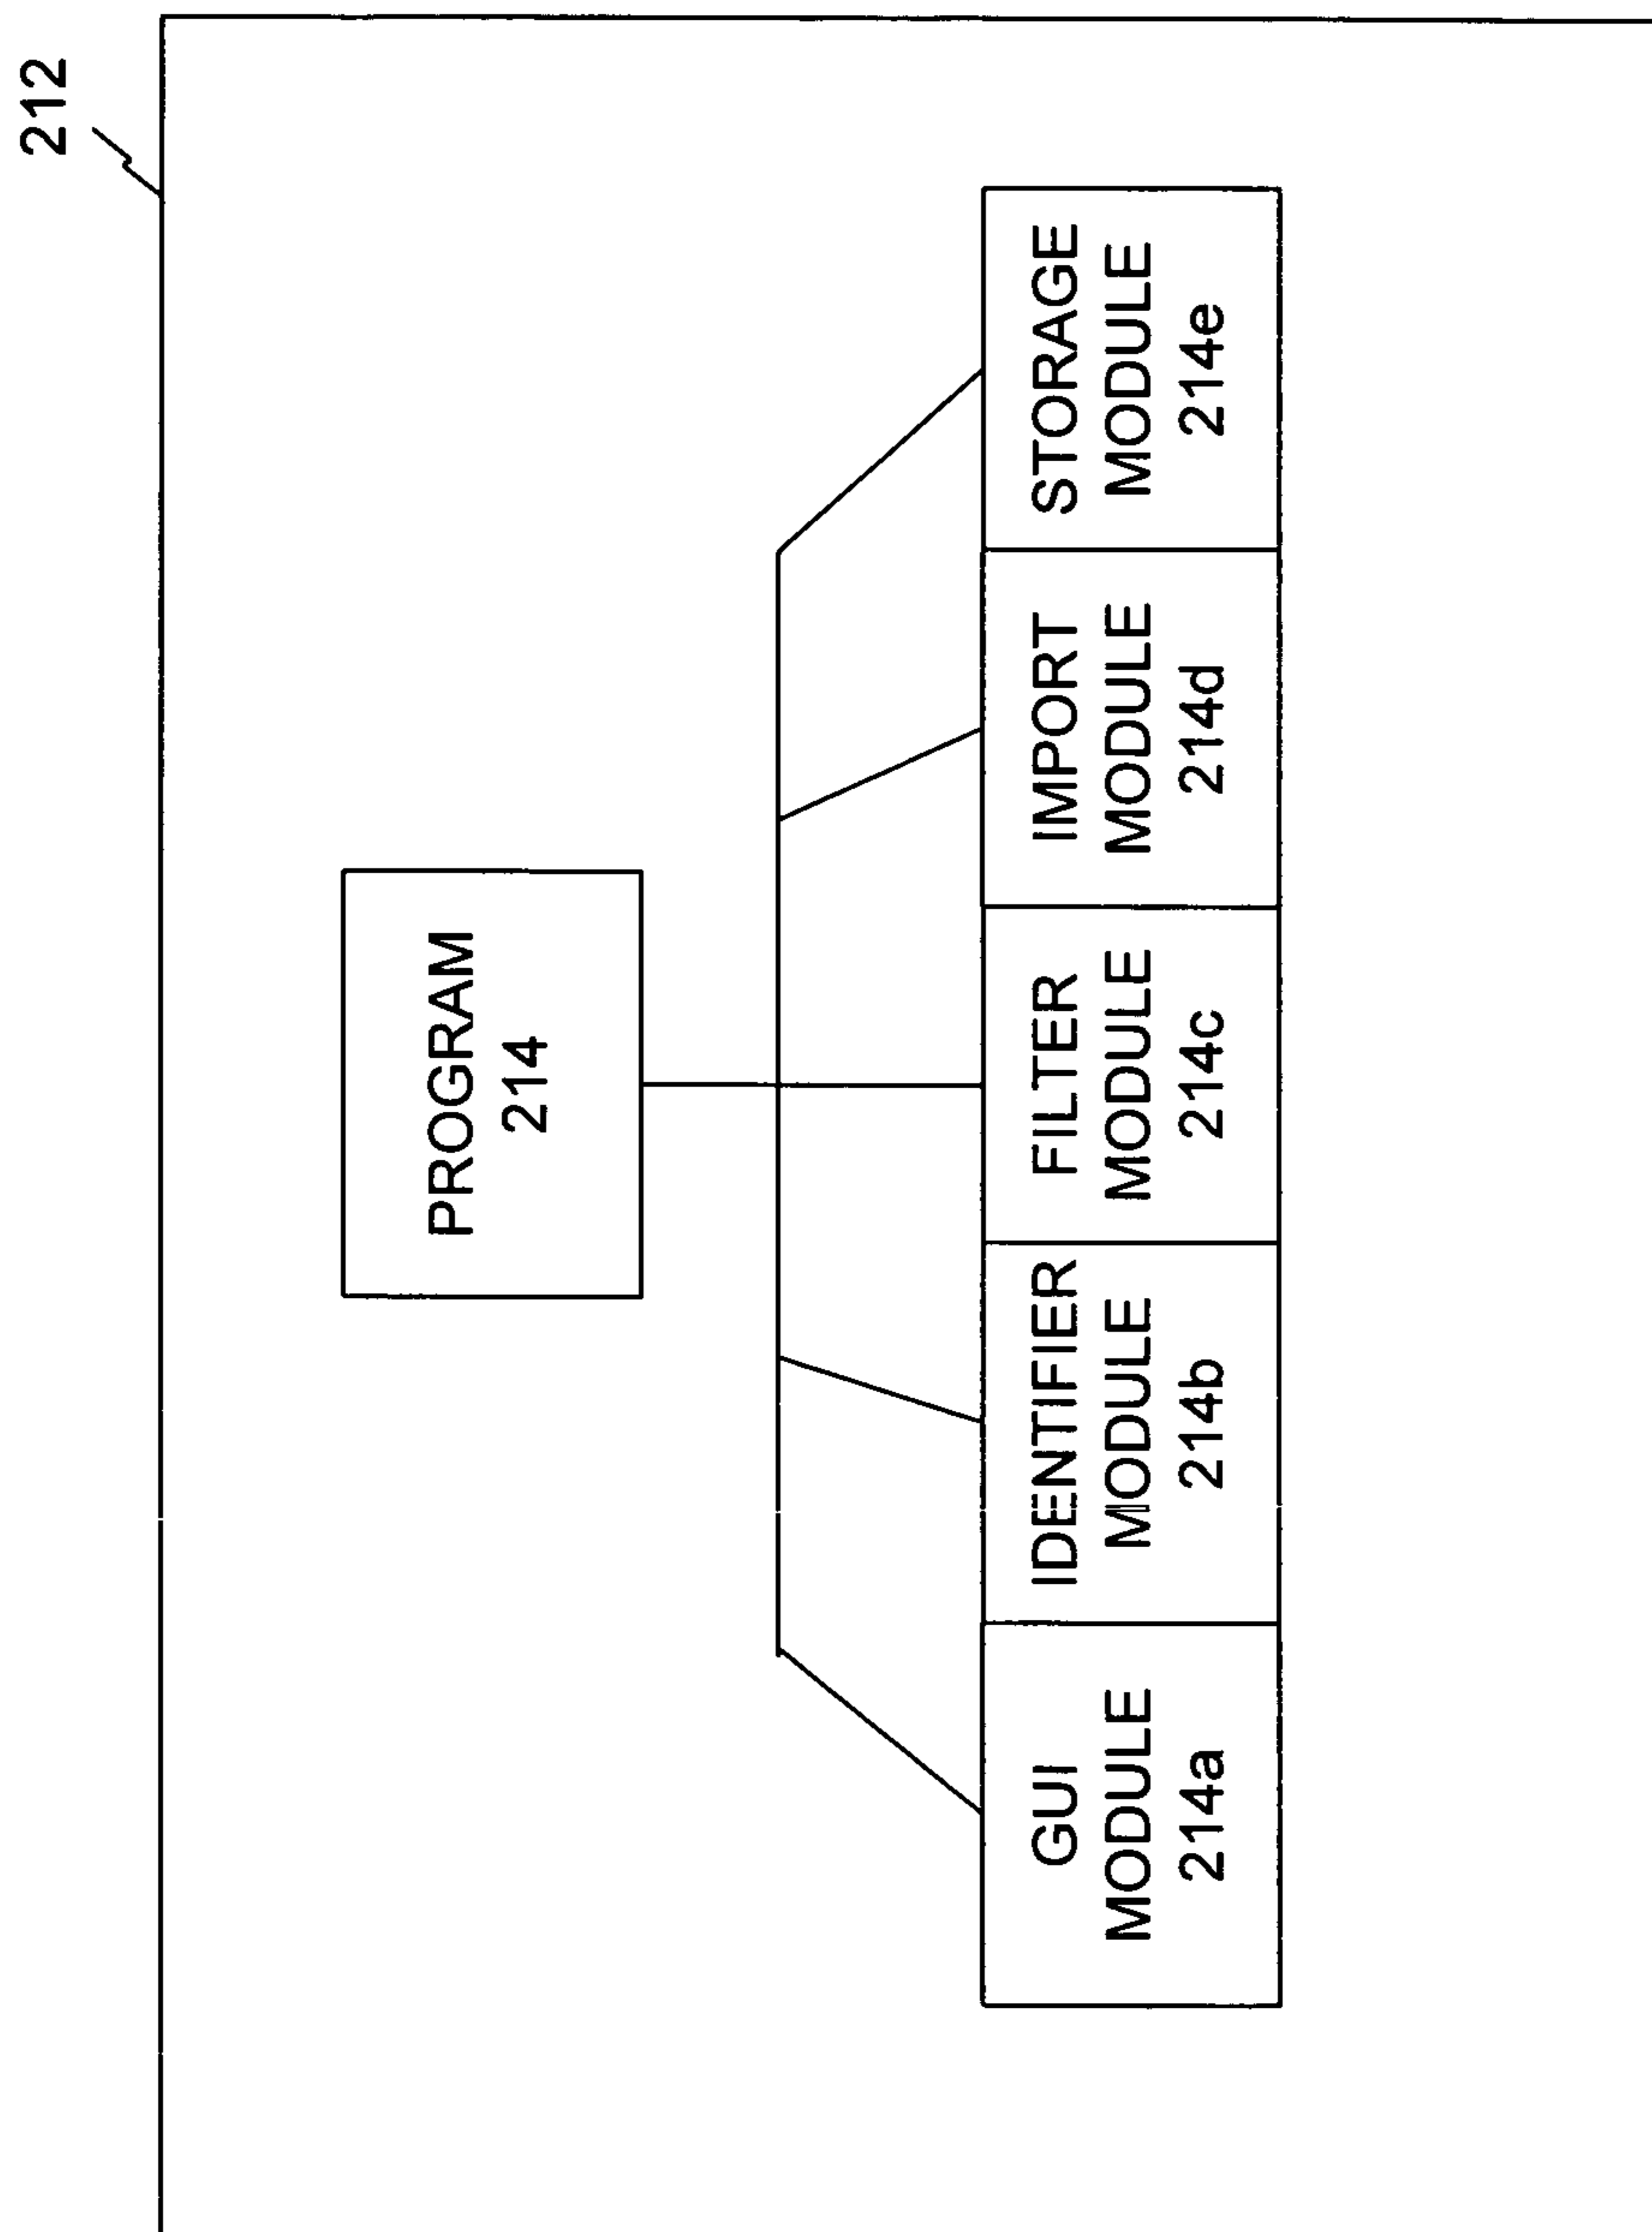 212
PROGRAM
214
GUI
MODULE
214a
IDENTIFIER
MODULE
214b
FILTER
MODULE
214c
IMPORT
MODULE
214d
STORAGE
MODULE
214e